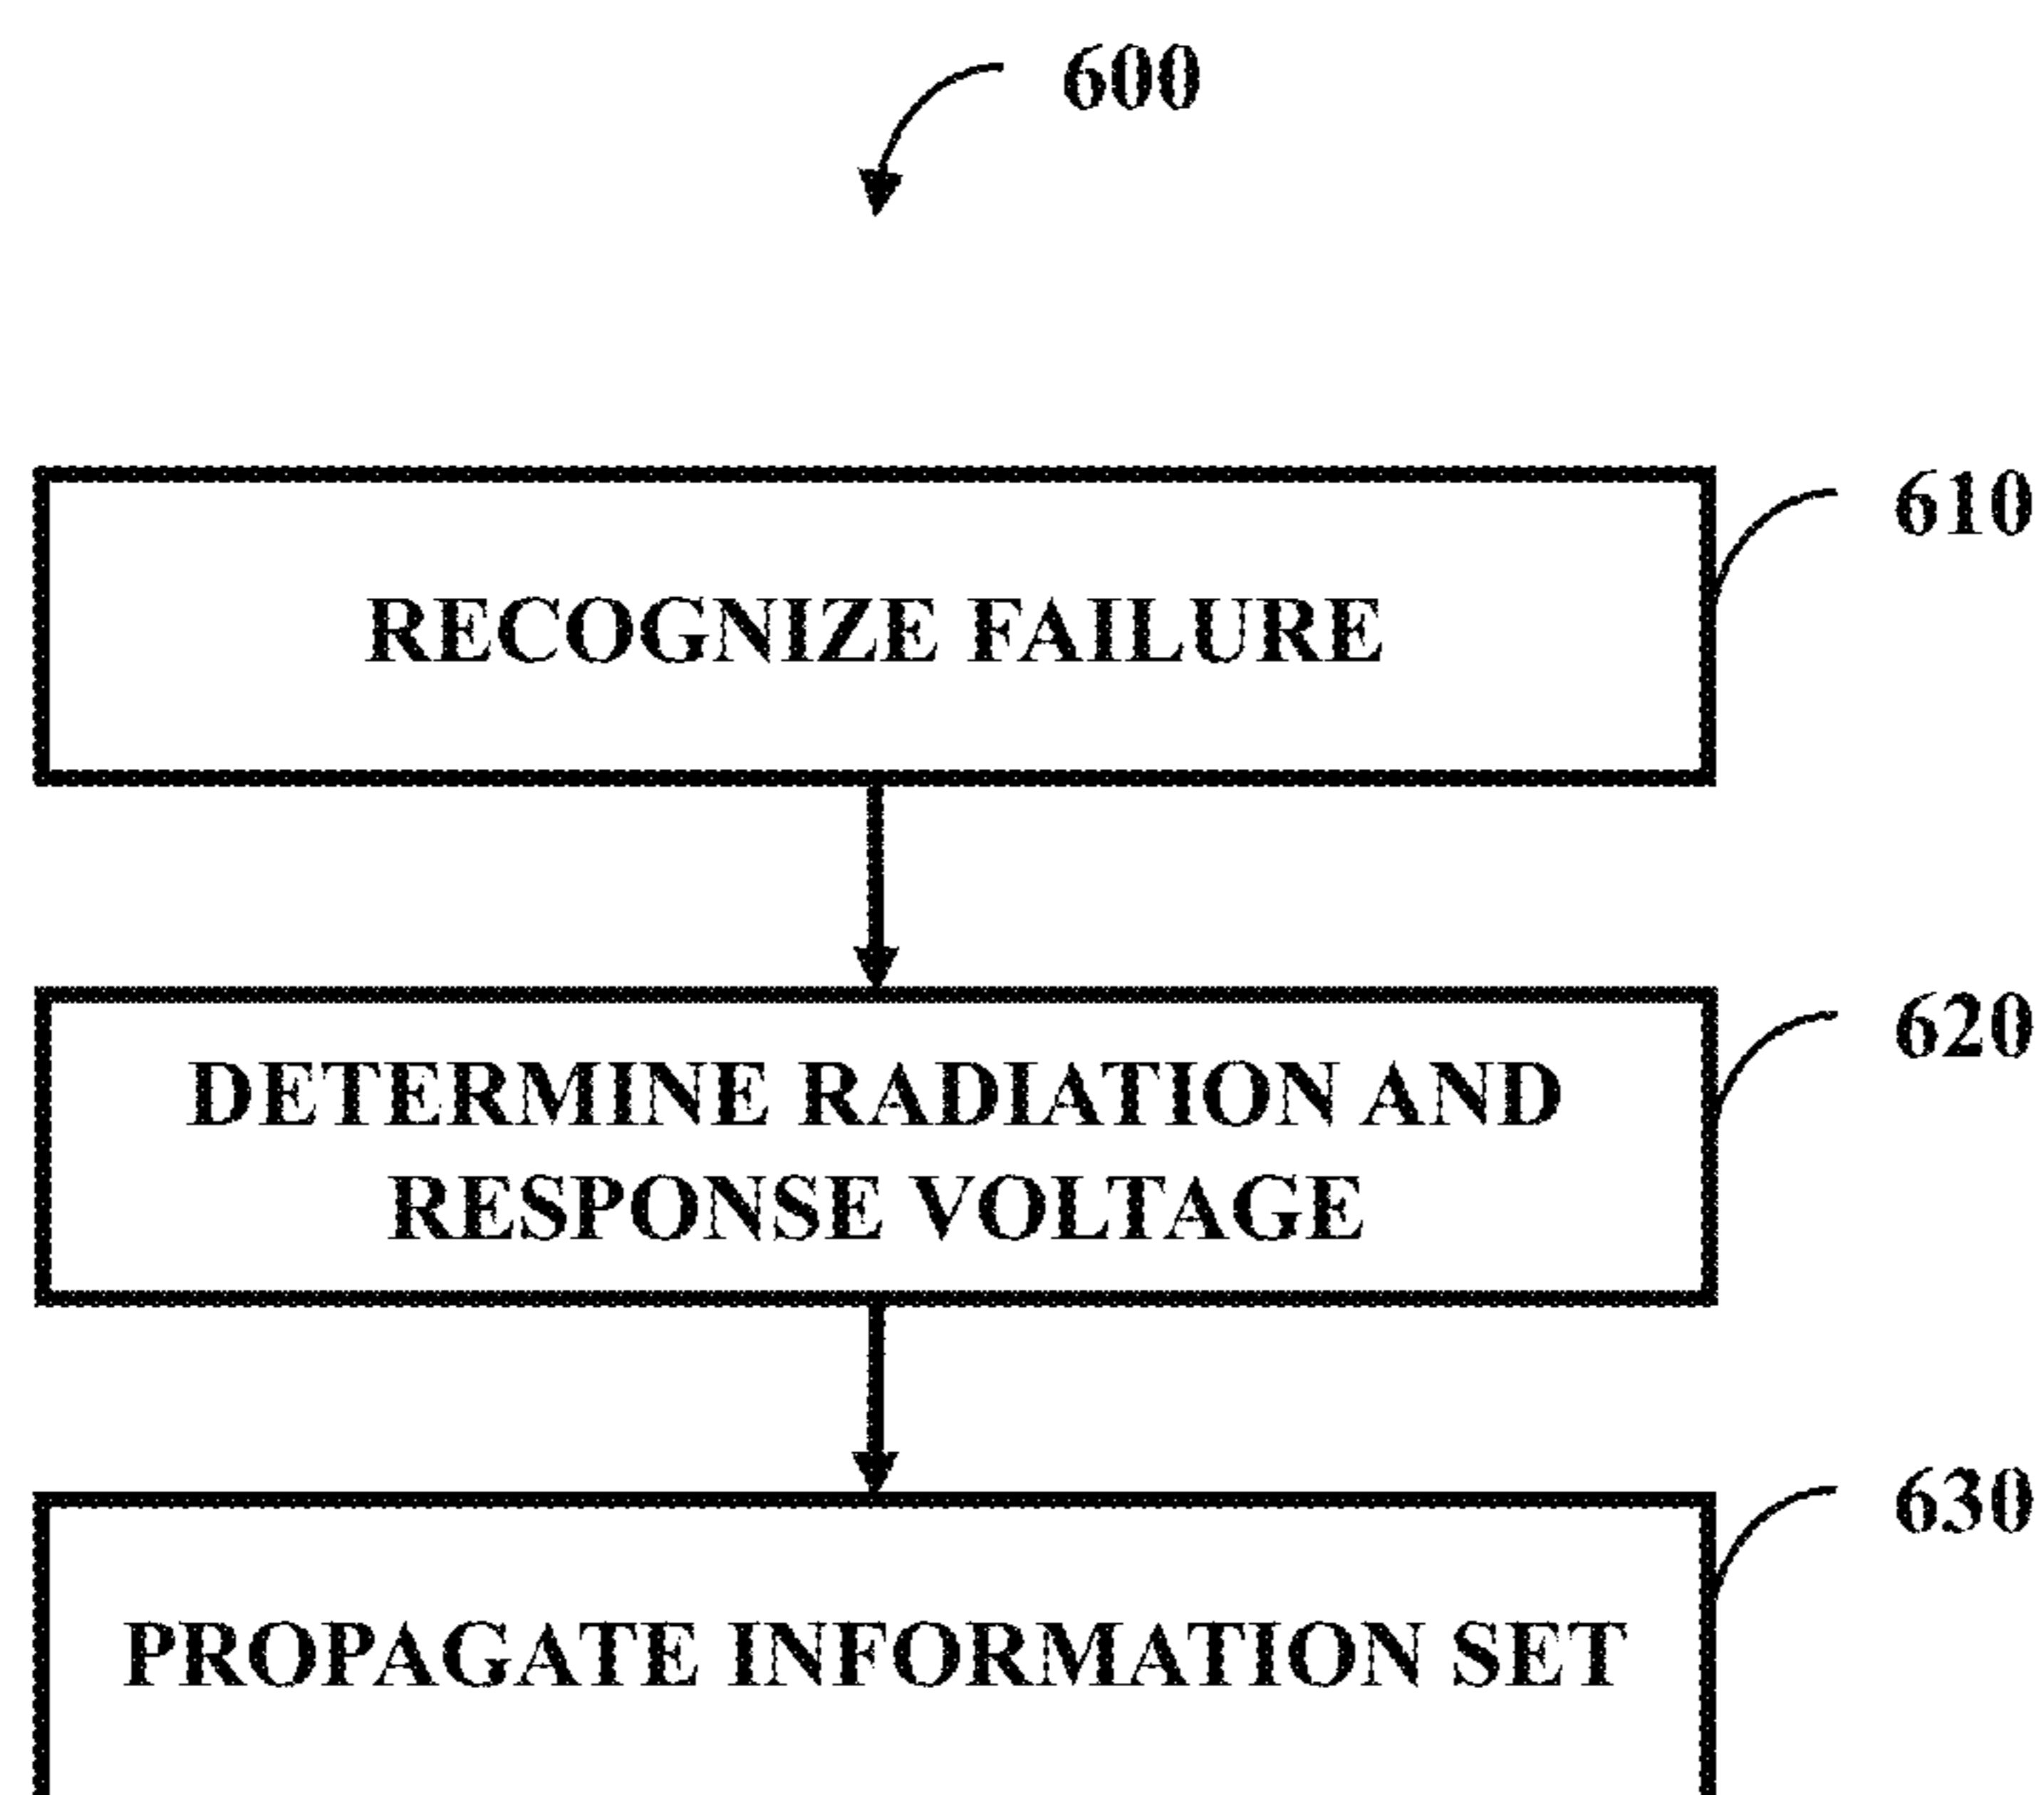 600
610
RECOGNIZE FAILURE
620
DETERMINE RADIATION AND
RESPONSE VOLTAGE
630
PROPAGATE INFORMATION SET